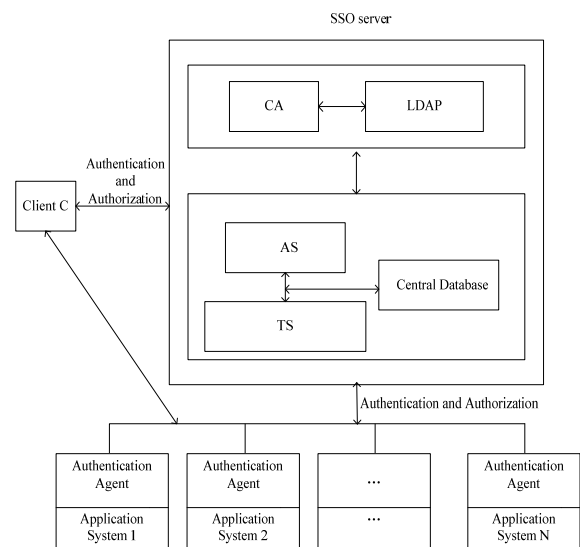 SSO server
CA
LDAP
Authentication
and
Authorization
Client C
AS
Central Database
TS
Authentication and Authorization
Authentication
Agent
Application
System 1
Authentication
Agent
Application
System 2
...
...
Authentication
Agent
Application
System N